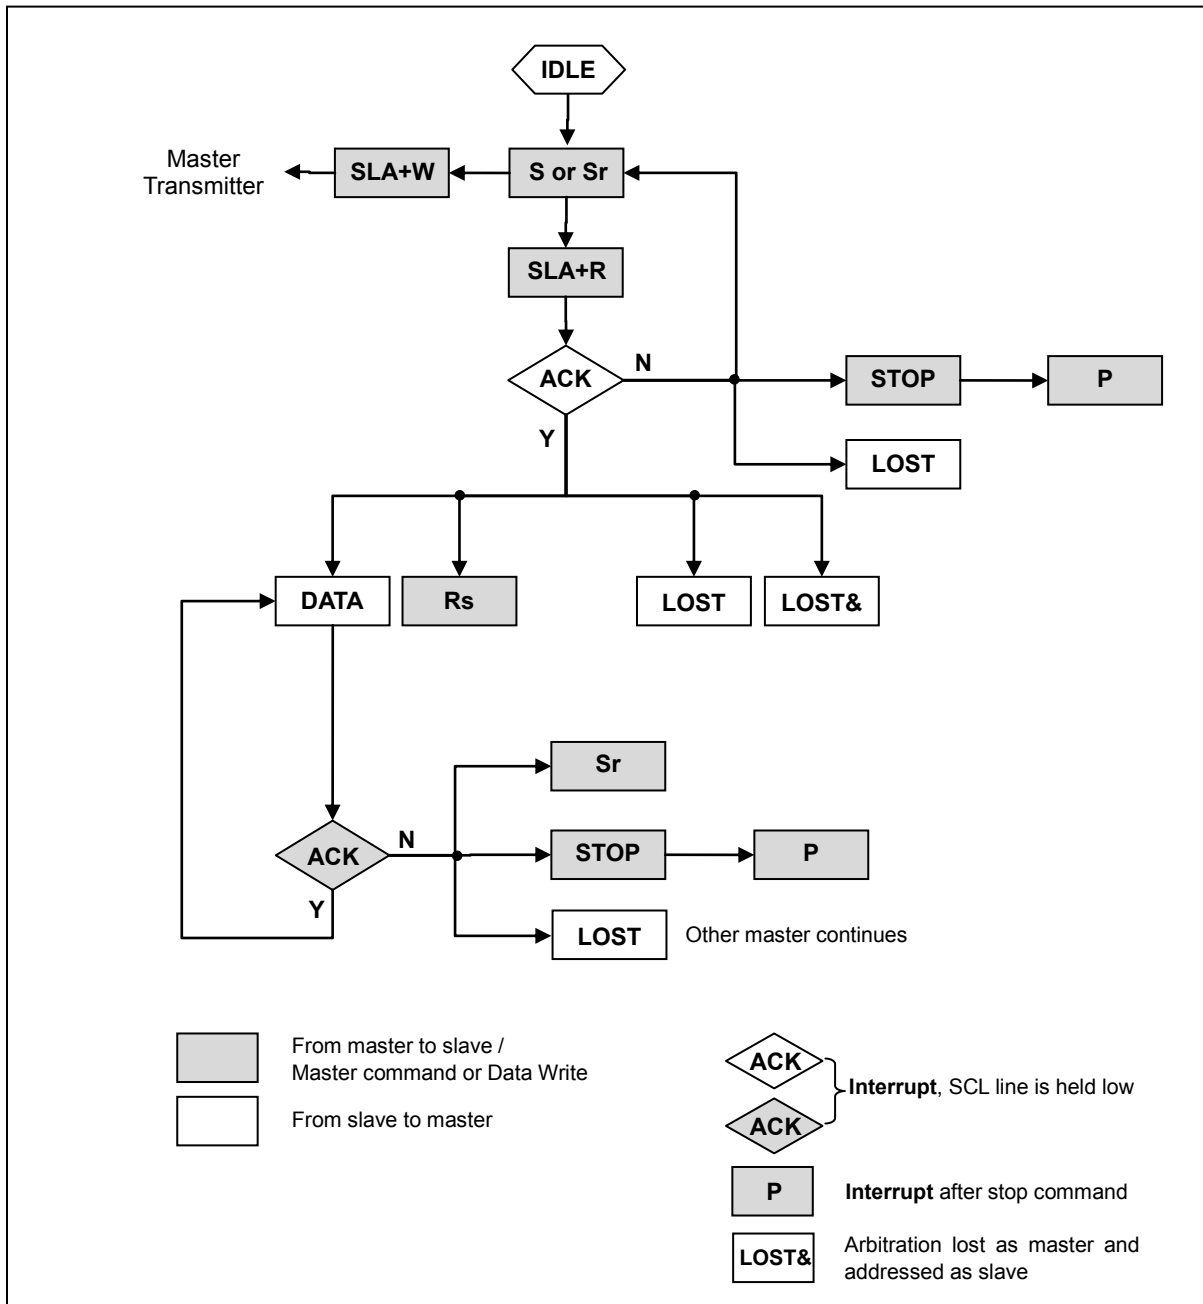 IDLE
Master
Transmitter
SLA+W
S or Sr
SLA+R
ACK
N
STOP
P
Y
LOST
DATA
Rs
LOST
LOST&
Sr
ACK
N
STOP
P
Y
LOST
Other master continues
From master to slave /
Master command or Data Write
From slave to master
ACK
Interrupt, SCL line is held low
ACK
P
Interrupt after stop command
LOST&
Arbitration lost as master and
addressed as slave